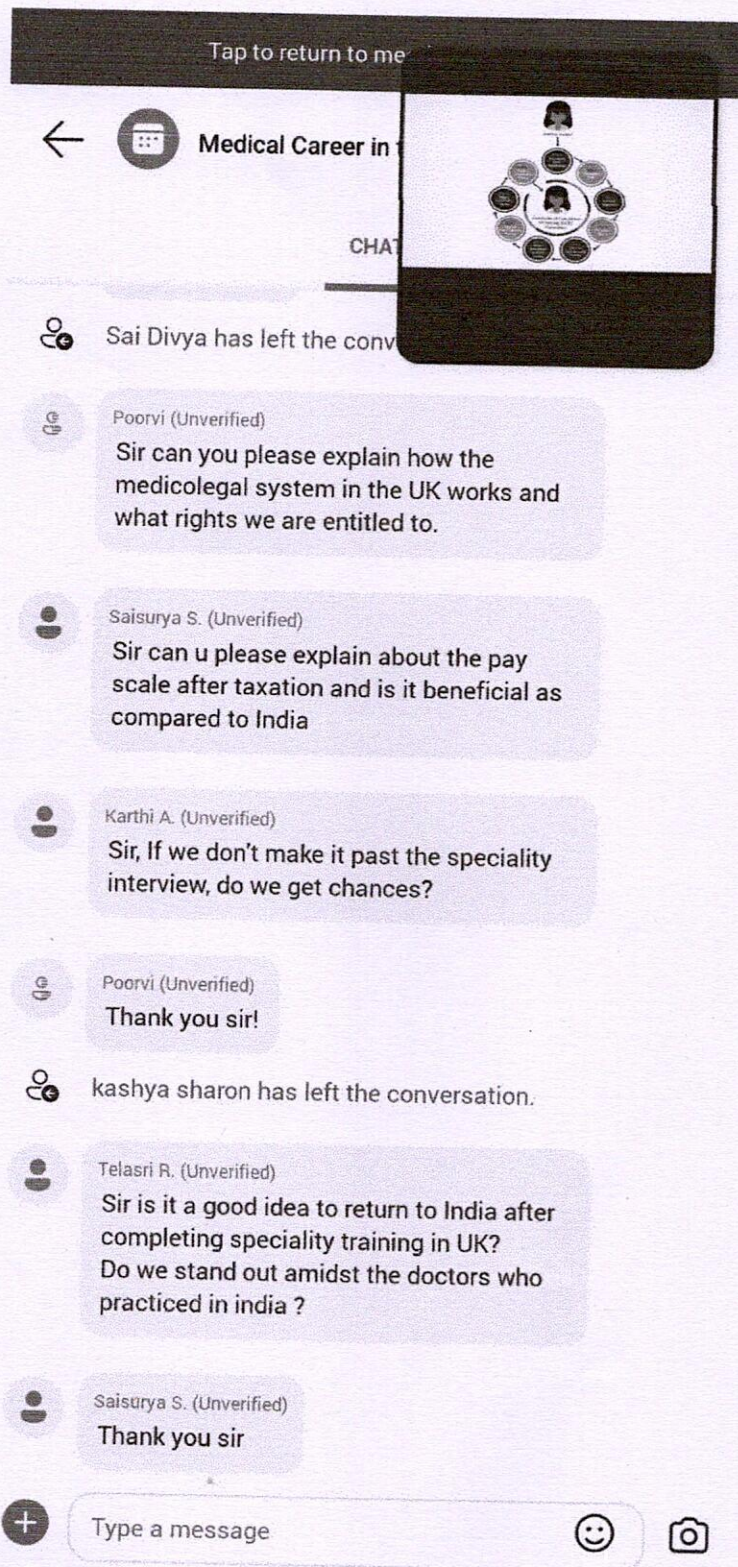 Tap to return to me
Medical Career in
CHAT
Sai Divya has left the conv
Poorvi (Unverified)
Sir can you please explain how the
medicolegal system in the UK works and
what rights we are entitled to.
Saisurya S. (Unverified)
Sir can u please explain about the pay
scale after taxation and is it beneficial as
compared to India
Karthi A. (Unverified)
Sir, If we don't make it past the speciality
interview, do we get chances?
Poorvi (Unverified)
Thank you sir!
kashya sharon has left the conversation.
Telasri R. (Unverified)
Sir is it a good idea to return to India after
completing speciality training in UK?
Do we stand out amidst the doctors who
practiced in india ?
Saisurya S. (Unverified)
Thank you sir
Type a message